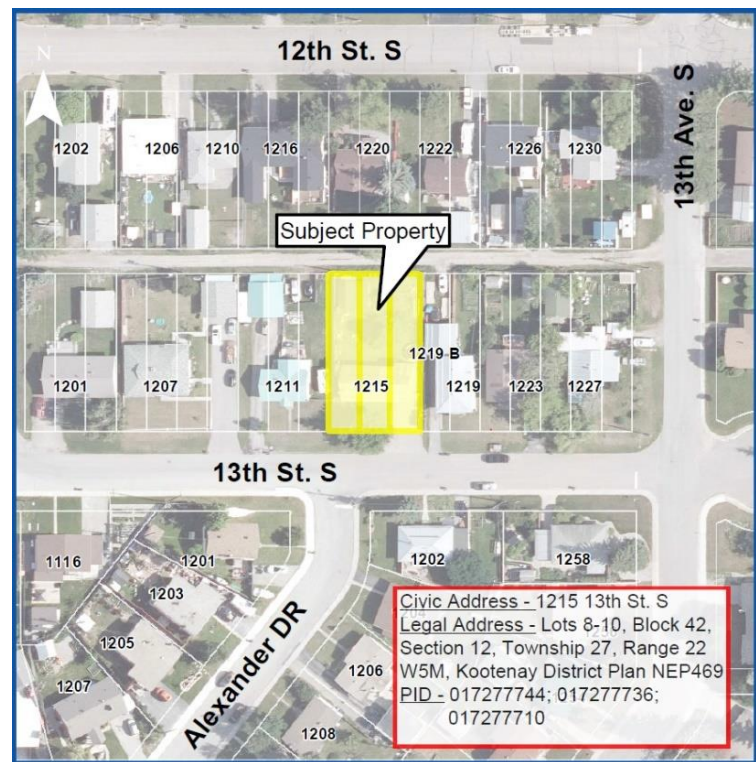 12th St. S
N
13th Ave. S
1202
1206
1210
1216
1220
1222
1226
1230
Subject Property
1219 B
1201
1207
1211
1215
1219
1223
1227
13th St. S
1116
1201
1202
1258
1203
1205
1206
1207
1208
Alexander DR
Civic Address - 1215 13th St. S
Legal Address - Lots 8-10, Block 42,
Section 12, Township 27, Range 22
W5M, Kootenay District Plan NEP469
PID - 017277744; 017277736;
017277710